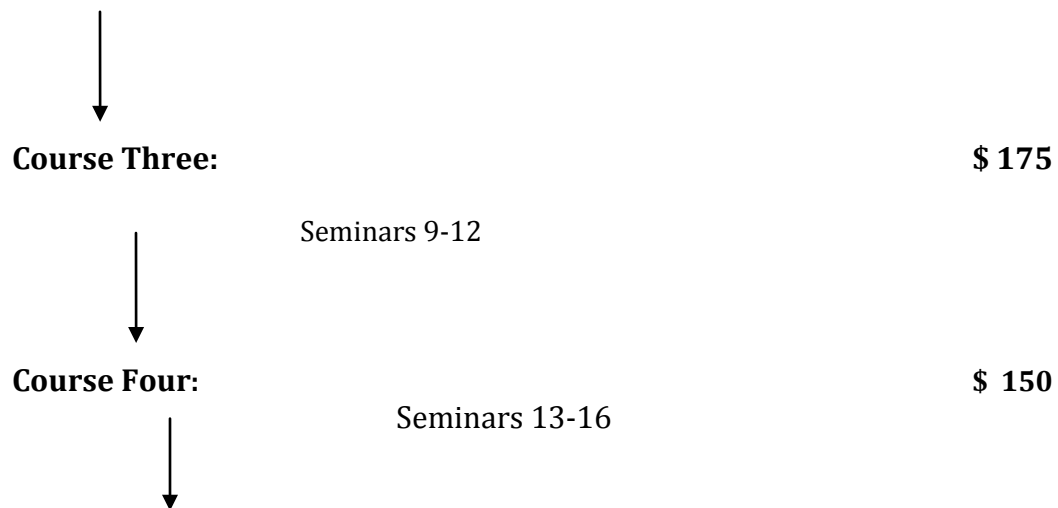 Course Three: $ 175
Seminars 9-12
Course Four: $ 150
Seminars 13-16